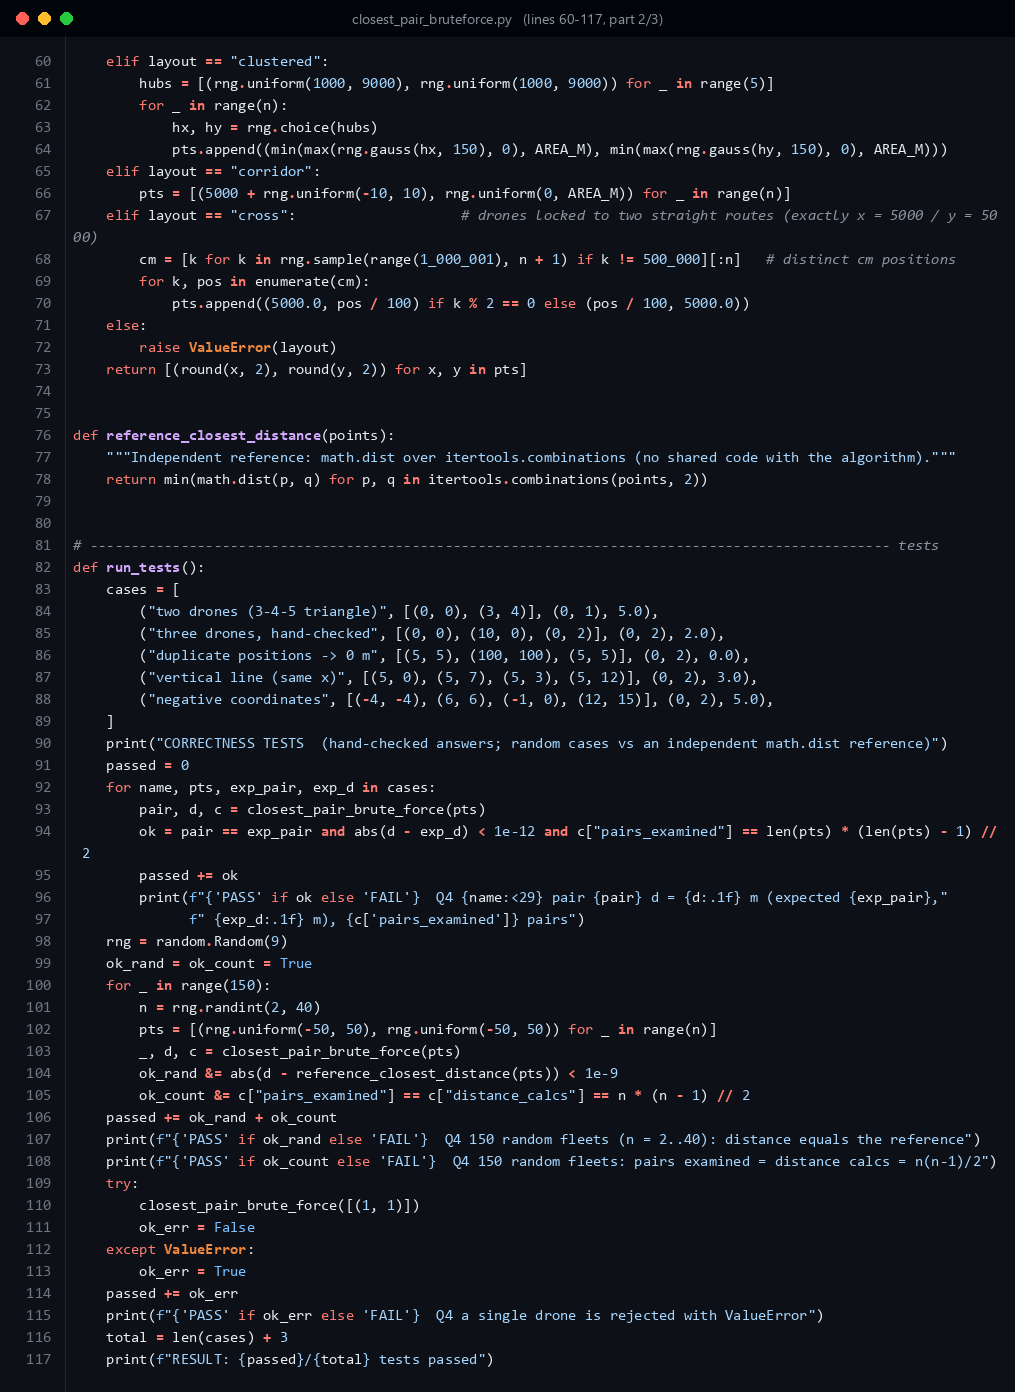 closest_pair_bruteforce.py   (lines 60-117, part 2/3)
60     elif layout == "clustered":
61         hubs = [(rng.uniform(1000, 9000), rng.uniform(1000, 9000)) for _ in range(5)]
62         for _ in range(n):
63             hx, hy = rng.choice(hubs)
64             pts.append((min(max(rng.gauss(hx, 150), 0), AREA_M), min(max(rng.gauss(hy, 150), 0), AREA_M)))
65     elif layout == "corridor":
66         pts = [(5000 + rng.uniform(-10, 10), rng.uniform(0, AREA_M)) for _ in range(n)]
67     elif layout == "cross":                    # drones locked to two straight routes (exactly x = 5000 / y = 50
00)
68         cm = [k for k in rng.sample(range(1_000_001), n + 1) if k != 500_000][:n]   # distinct cm positions
69         for k, pos in enumerate(cm):
70             pts.append((5000.0, pos / 100) if k % 2 == 0 else (pos / 100, 5000.0))
71     else:
72         raise ValueError(layout)
73     return [(round(x, 2), round(y, 2)) for x, y in pts]
74
75
76 def reference_closest_distance(points):
77     """Independent reference: math.dist over itertools.combinations (no shared code with the algorithm)."""
78     return min(math.dist(p, q) for p, q in itertools.combinations(points, 2))
79
80
81 # ------------------------------------------------------------------------------------------------- tests
82 def run_tests():
83     cases = [
84         ("two drones (3-4-5 triangle)", [(0, 0), (3, 4)], (0, 1), 5.0),
85         ("three drones, hand-checked", [(0, 0), (10, 0), (0, 2)], (0, 2), 2.0),
86         ("duplicate positions -> 0 m", [(5, 5), (100, 100), (5, 5)], (0, 2), 0.0),
87         ("vertical line (same x)", [(5, 0), (5, 7), (5, 3), (5, 12)], (0, 2), 3.0),
88         ("negative coordinates", [(-4, -4), (6, 6), (-1, 0), (12, 15)], (0, 2), 5.0),
89     ]
90     print("CORRECTNESS TESTS  (hand-checked answers; random cases vs an independent math.dist reference)")
91     passed = 0
92     for name, pts, exp_pair, exp_d in cases:
93         pair, d, c = closest_pair_brute_force(pts)
94         ok = pair == exp_pair and abs(d - exp_d) < 1e-12 and c["pairs_examined"] == len(pts) * (len(pts) - 1) //
 2
95         passed += ok
96         print(f"{'PASS' if ok else 'FAIL'}  Q4 {name:<29} pair {pair} d = {d:.1f} m (expected {exp_pair},"
97               f" {exp_d:.1f} m), {c['pairs_examined']} pairs")
98     rng = random.Random(9)
99     ok_rand = ok_count = True
100     for _ in range(150):
101         n = rng.randint(2, 40)
102         pts = [(rng.uniform(-50, 50), rng.uniform(-50, 50)) for _ in range(n)]
103         _, d, c = closest_pair_brute_force(pts)
104         ok_rand &= abs(d - reference_closest_distance(pts)) < 1e-9
105         ok_count &= c["pairs_examined"] == c["distance_calcs"] == n * (n - 1) // 2
106     passed += ok_rand + ok_count
107     print(f"{'PASS' if ok_rand else 'FAIL'}  Q4 150 random fleets (n = 2..40): distance equals the reference")
108     print(f"{'PASS' if ok_count else 'FAIL'}  Q4 150 random fleets: pairs examined = distance calcs = n(n-1)/2")
109     try:
110         closest_pair_brute_force([(1, 1)])
111         ok_err = False
112     except ValueError:
113         ok_err = True
114     passed += ok_err
115     print(f"{'PASS' if ok_err else 'FAIL'}  Q4 a single drone is rejected with ValueError")
116     total = len(cases) + 3
117     print(f"RESULT: {passed}/{total} tests passed")